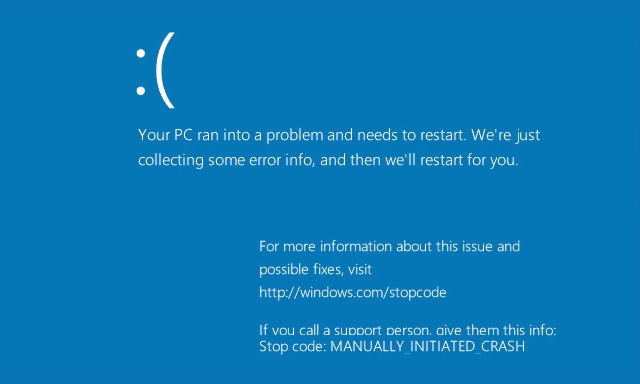 :(
Your PC ran into a problem and needs to restart. We're just
collecting some error info, and then we'll restart for you.
For more information about this issue and
possible fixes, visit
http://windows.com/stopcode
If you call a support person, give them this info:
Stop code: MANUALLY_INITIATED_CRASH